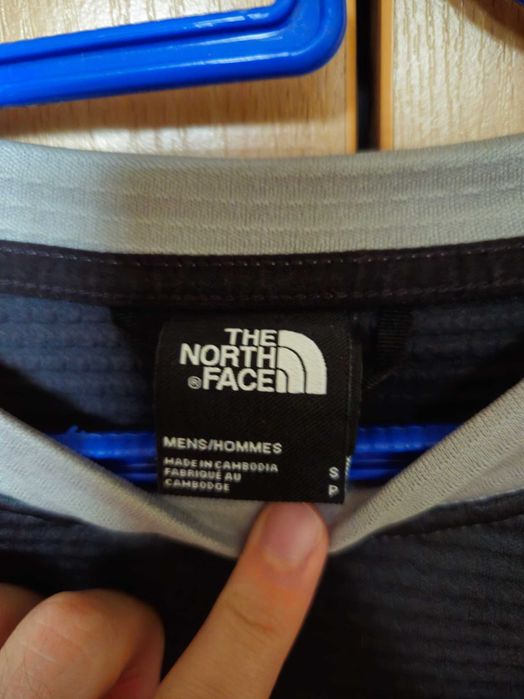 THE
NORTH
®FACE
MENS/HOMMES
MADE IN CAMBODIA
FABRIQUÉ AU
CAMBODGE
S
P